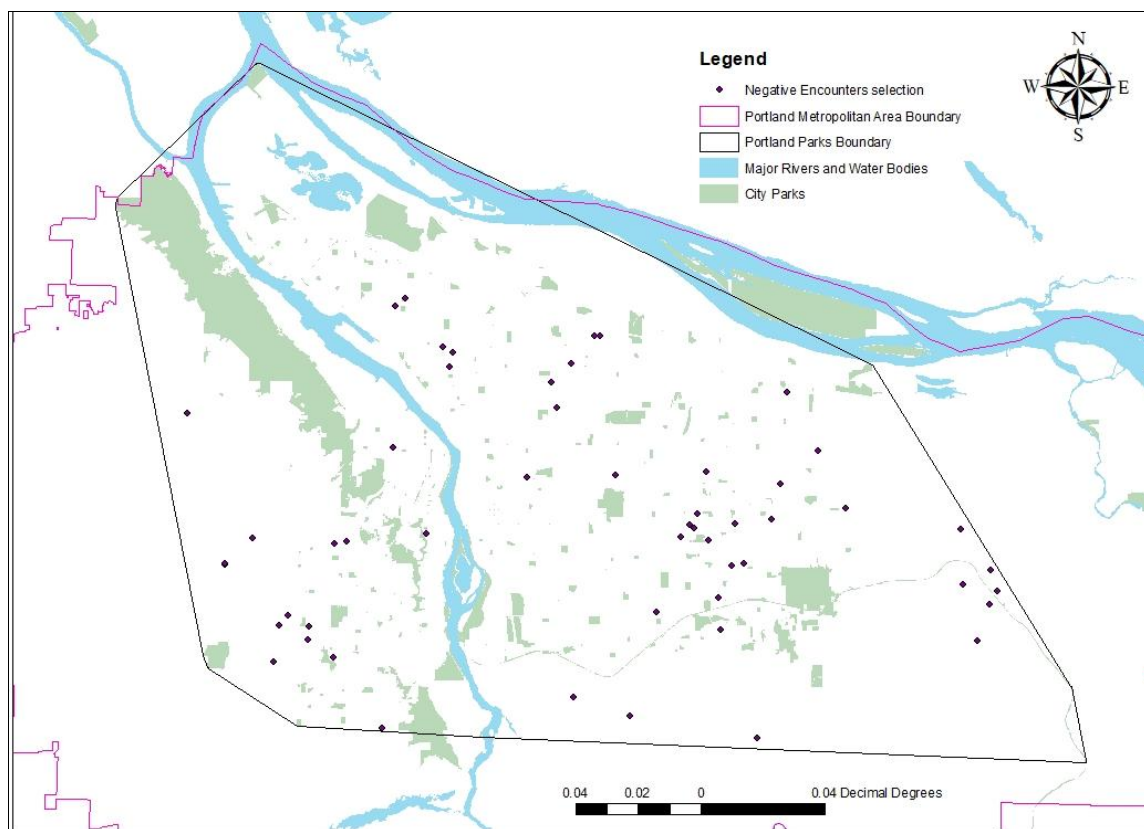 Legend
Negative Encounters selection
Portland Metropolitan Area Boundary
Portland Parks Boundary
Major Rivers and Water Bodies
City Parks
N
W E
S
0.04 0.02 0 0.04 Decimal Degrees